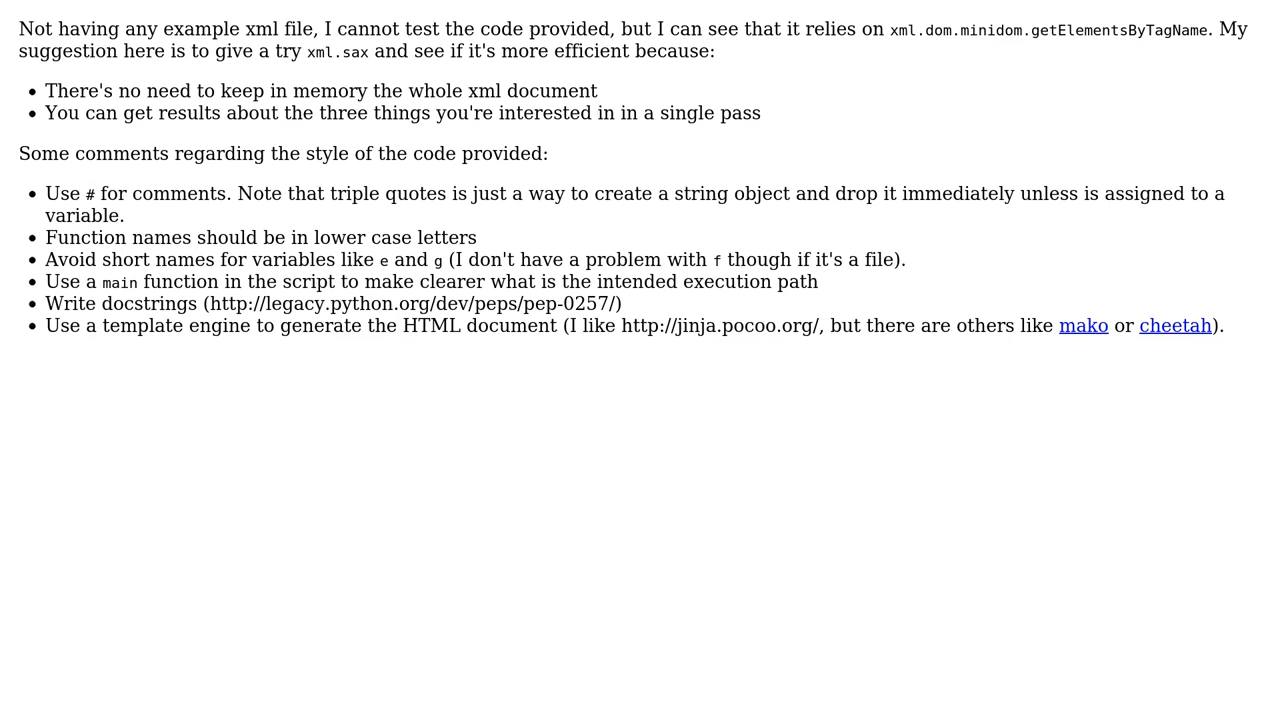 Not having any example xml file, I cannot test the code provided, but I can see that it relies on xml.dom.minidom.getElementsByTagName. My
suggestion here is to give a try xml.sax and see if it's more efficient because:
• There's no need to keep in memory the whole xml document
• You can get results about the three things you're interested in in a single pass
Some comments regarding the style of the code provided:
• Use # for comments. Note that triple quotes is just a way to create a string object and drop it immediately unless is assigned to a
variable.
• Function names should be in lower case letters
• Avoid short names for variables like e and g (I don't have a problem with f though if it's a file).
• Use a main function in the script to make clearer what is the intended execution path
• Write docstrings (http://legacy.python.org/dev/peps/pep-0257/)
• Use a template engine to generate the HTML document (I like http://jinja.pocoo.org/, but there are others like mako or cheetah).